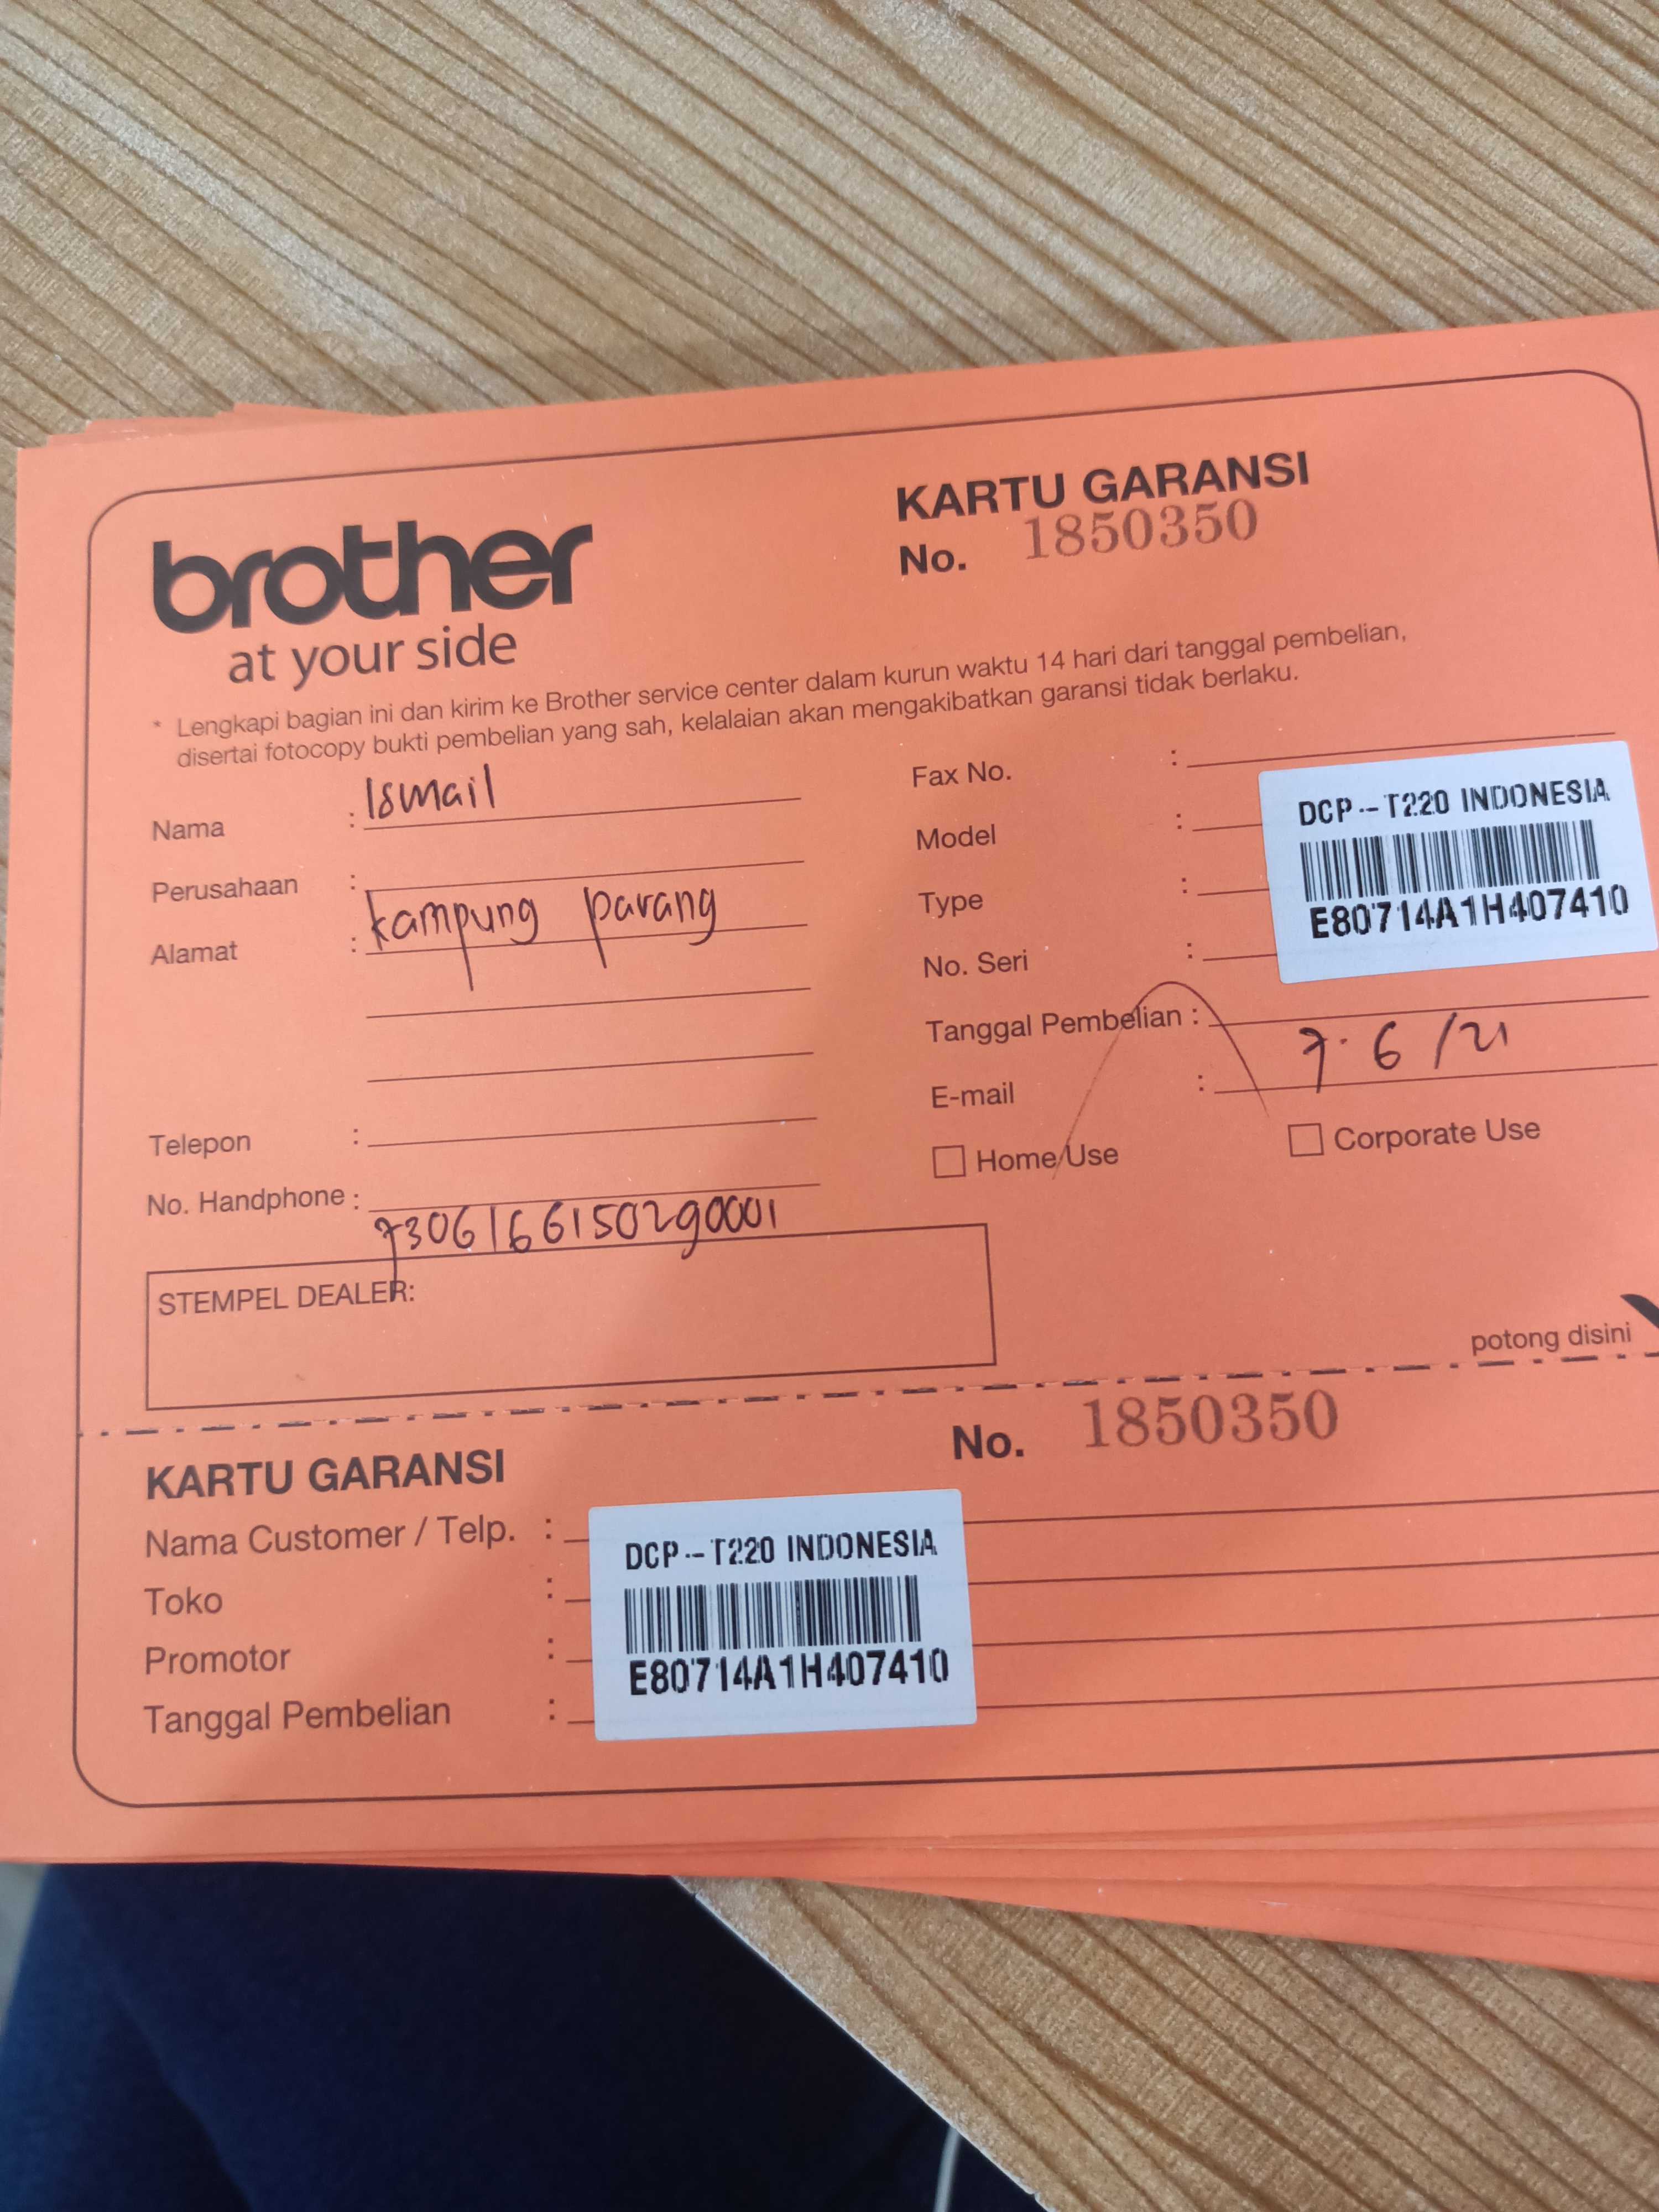 brother
at your side
KARTU GARANSI
No. 1850350
* Lengkapi bagian ini dan kirim ke Brother service center dalam kurun waktu 14 hari dari tanggal pembelian,
disertai fotocopy bukti pembelian yang sah, kelalaian akan mengakibatkan garansi tidak berlaku.
Nama : Ismail
Perusahaan :
Alamat : kampung parang
Telepon :
No. Handphone : 7306166150290001
Fax No. :
Model :
Type :
No. Seri :
DCP-T220 INDONESIA
E80714A1H407410
Tanggal Pembelian : 7.6/21
E-mail :
Home Use
Corporate Use
STEMPEL DEALER:
potong disini
KARTU GARANSI
No. 1850350
Nama Customer / Telp. :
Toko :
Promotor :
Tanggal Pembelian :
DCP-T220 INDONESIA
E80714A1H407410